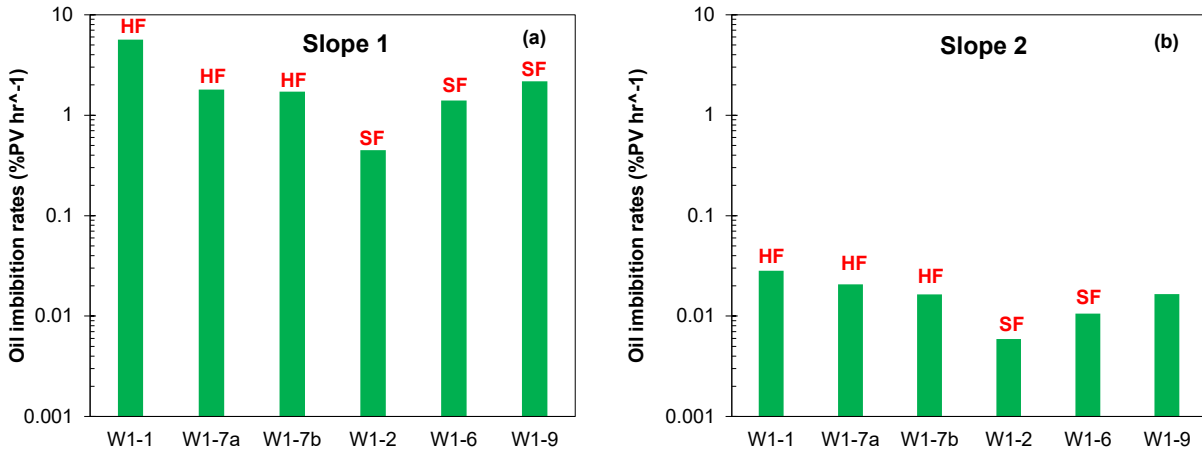 Oil imbibition rates (%PV hr^-1)
10
1
0.1
0.01
0.001
Slope 1
(a)
HF
HF
HF
SF
SF
SF
W1-1 W1-7a W1-7b W1-2 W1-6 W1-9
Oil imbibition rates (%PV hr^-1)
10
1
0.1
0.01
0.001
Slope 2
(b)
HF
HF
HF
SF
SF
W1-1 W1-7a W1-7b W1-2 W1-6 W1-9